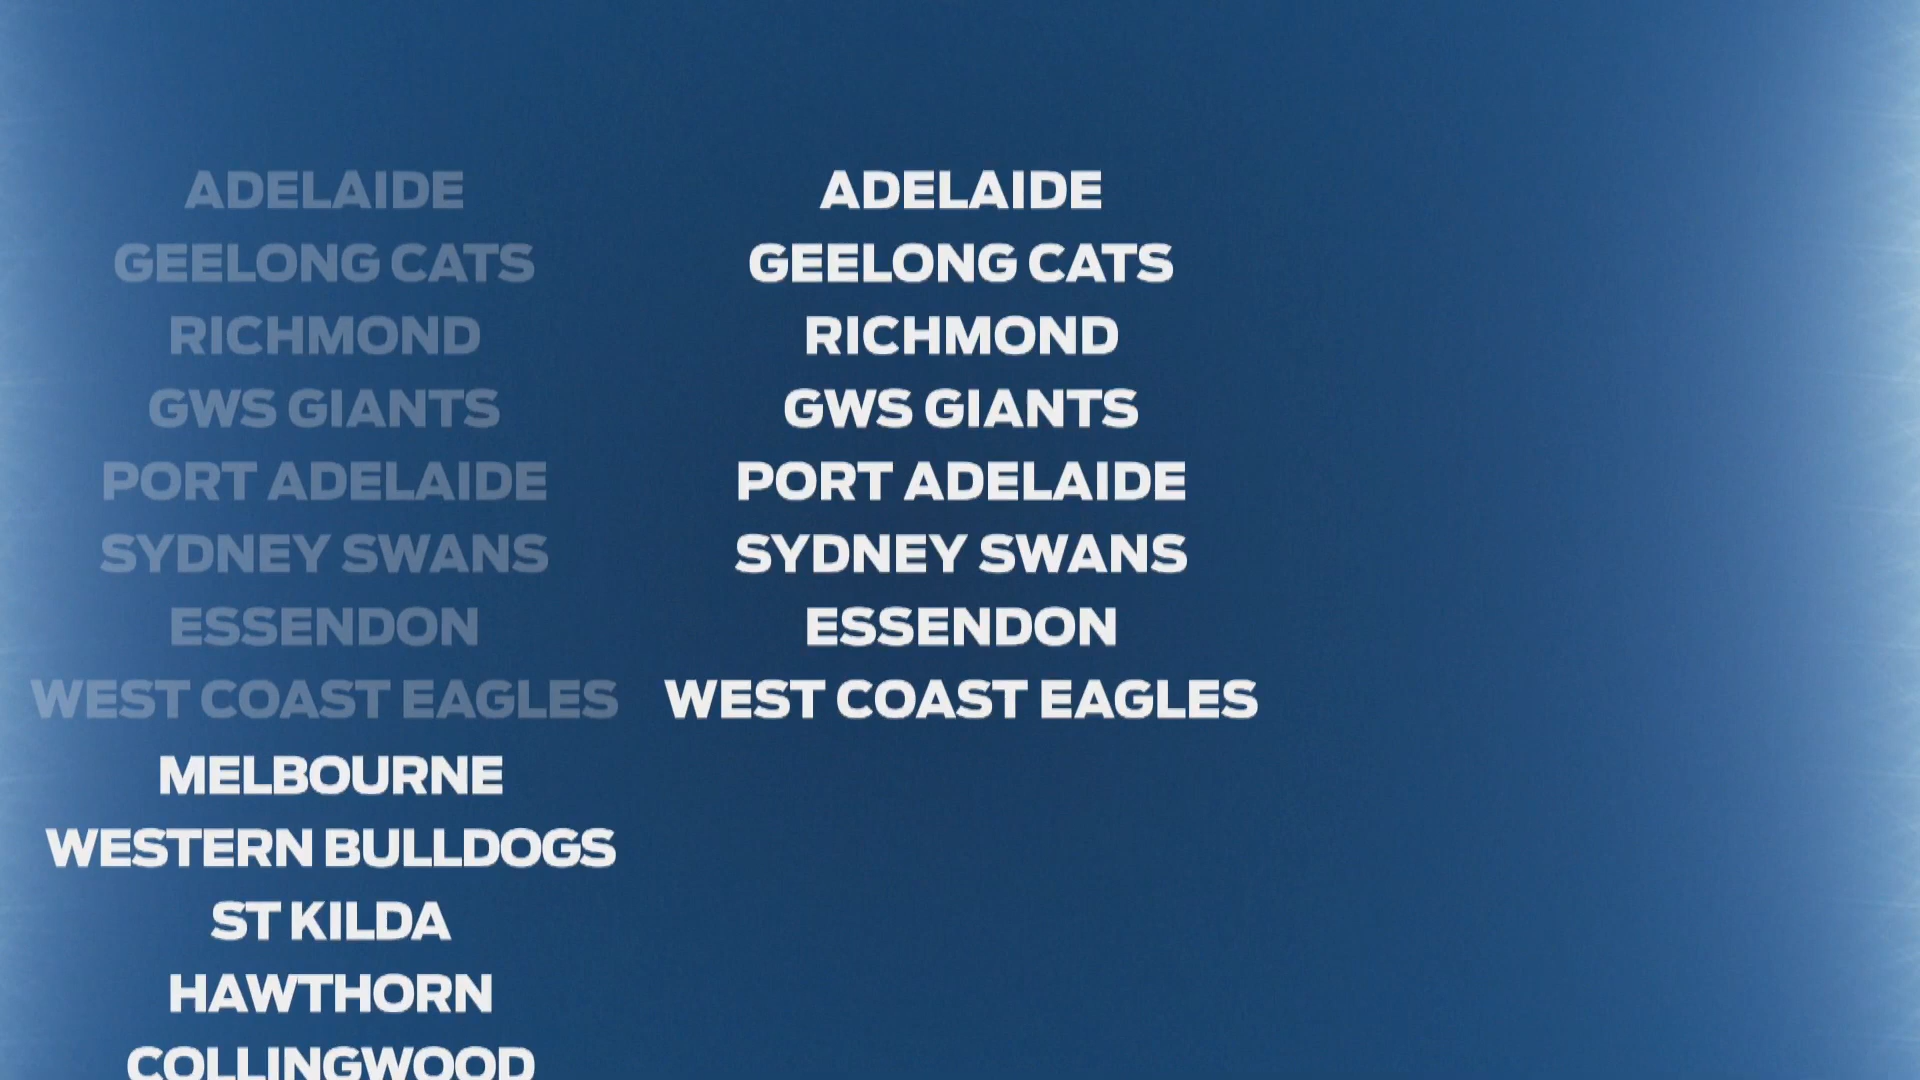 ADELAIDE
GEELONG CATS
RICHMOND
GWS GIANTS
PORT ADELAIDE
SYDNEY SWANS
ESSENDON
WEST COAST EAGLES
MELBOURNE
WESTERN BULLDOGS
ST KILDA
HAWTHORN
COLLINGWOOD
ADELAIDE
GEELONG CATS
RICHMOND
GWS GIANTS
PORT ADELAIDE
SYDNEY SWANS
ESSENDON
WEST COAST EAGLES